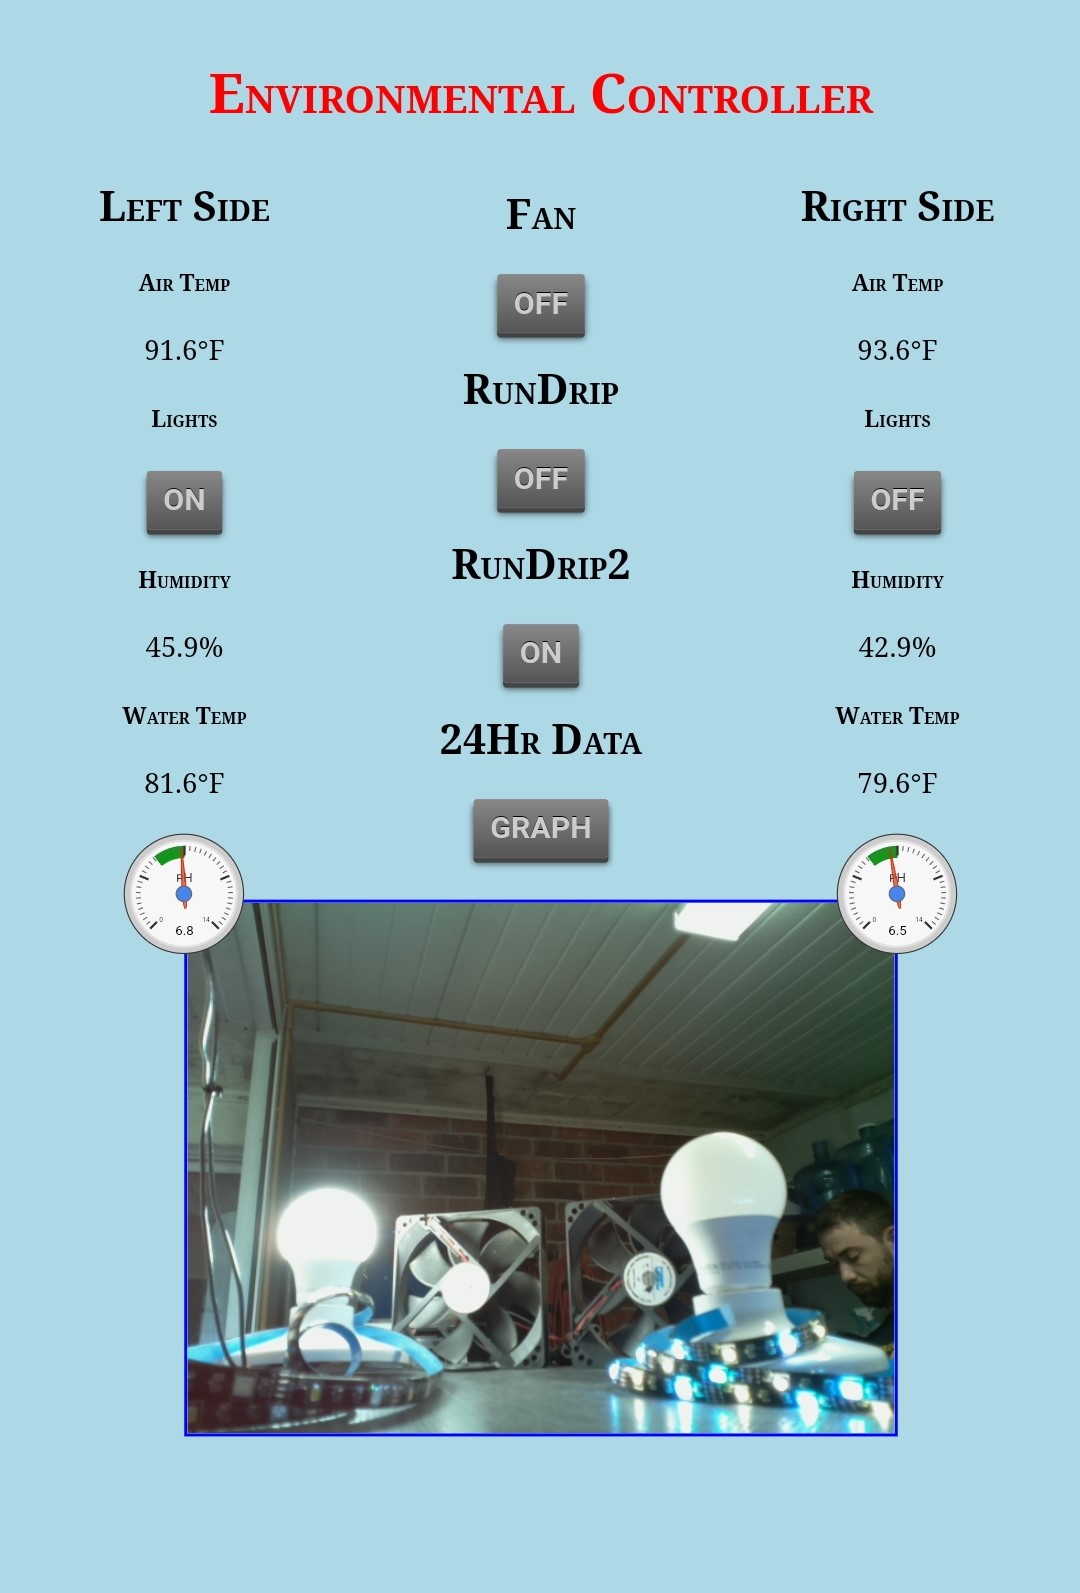 Environmental Controller
Left Side
Air Temp
91.6°F
Lights
ON
Humidity
45.9%
Water Temp
81.6°F
PH
0 14
6.8
Fan
OFF
RunDrip
OFF
RunDrip2
ON
24Hr Data
GRAPH
Right Side
Air Temp
93.6°F
Lights
OFF
Humidity
42.9%
Water Temp
79.6°F
PH
0 14
6.5